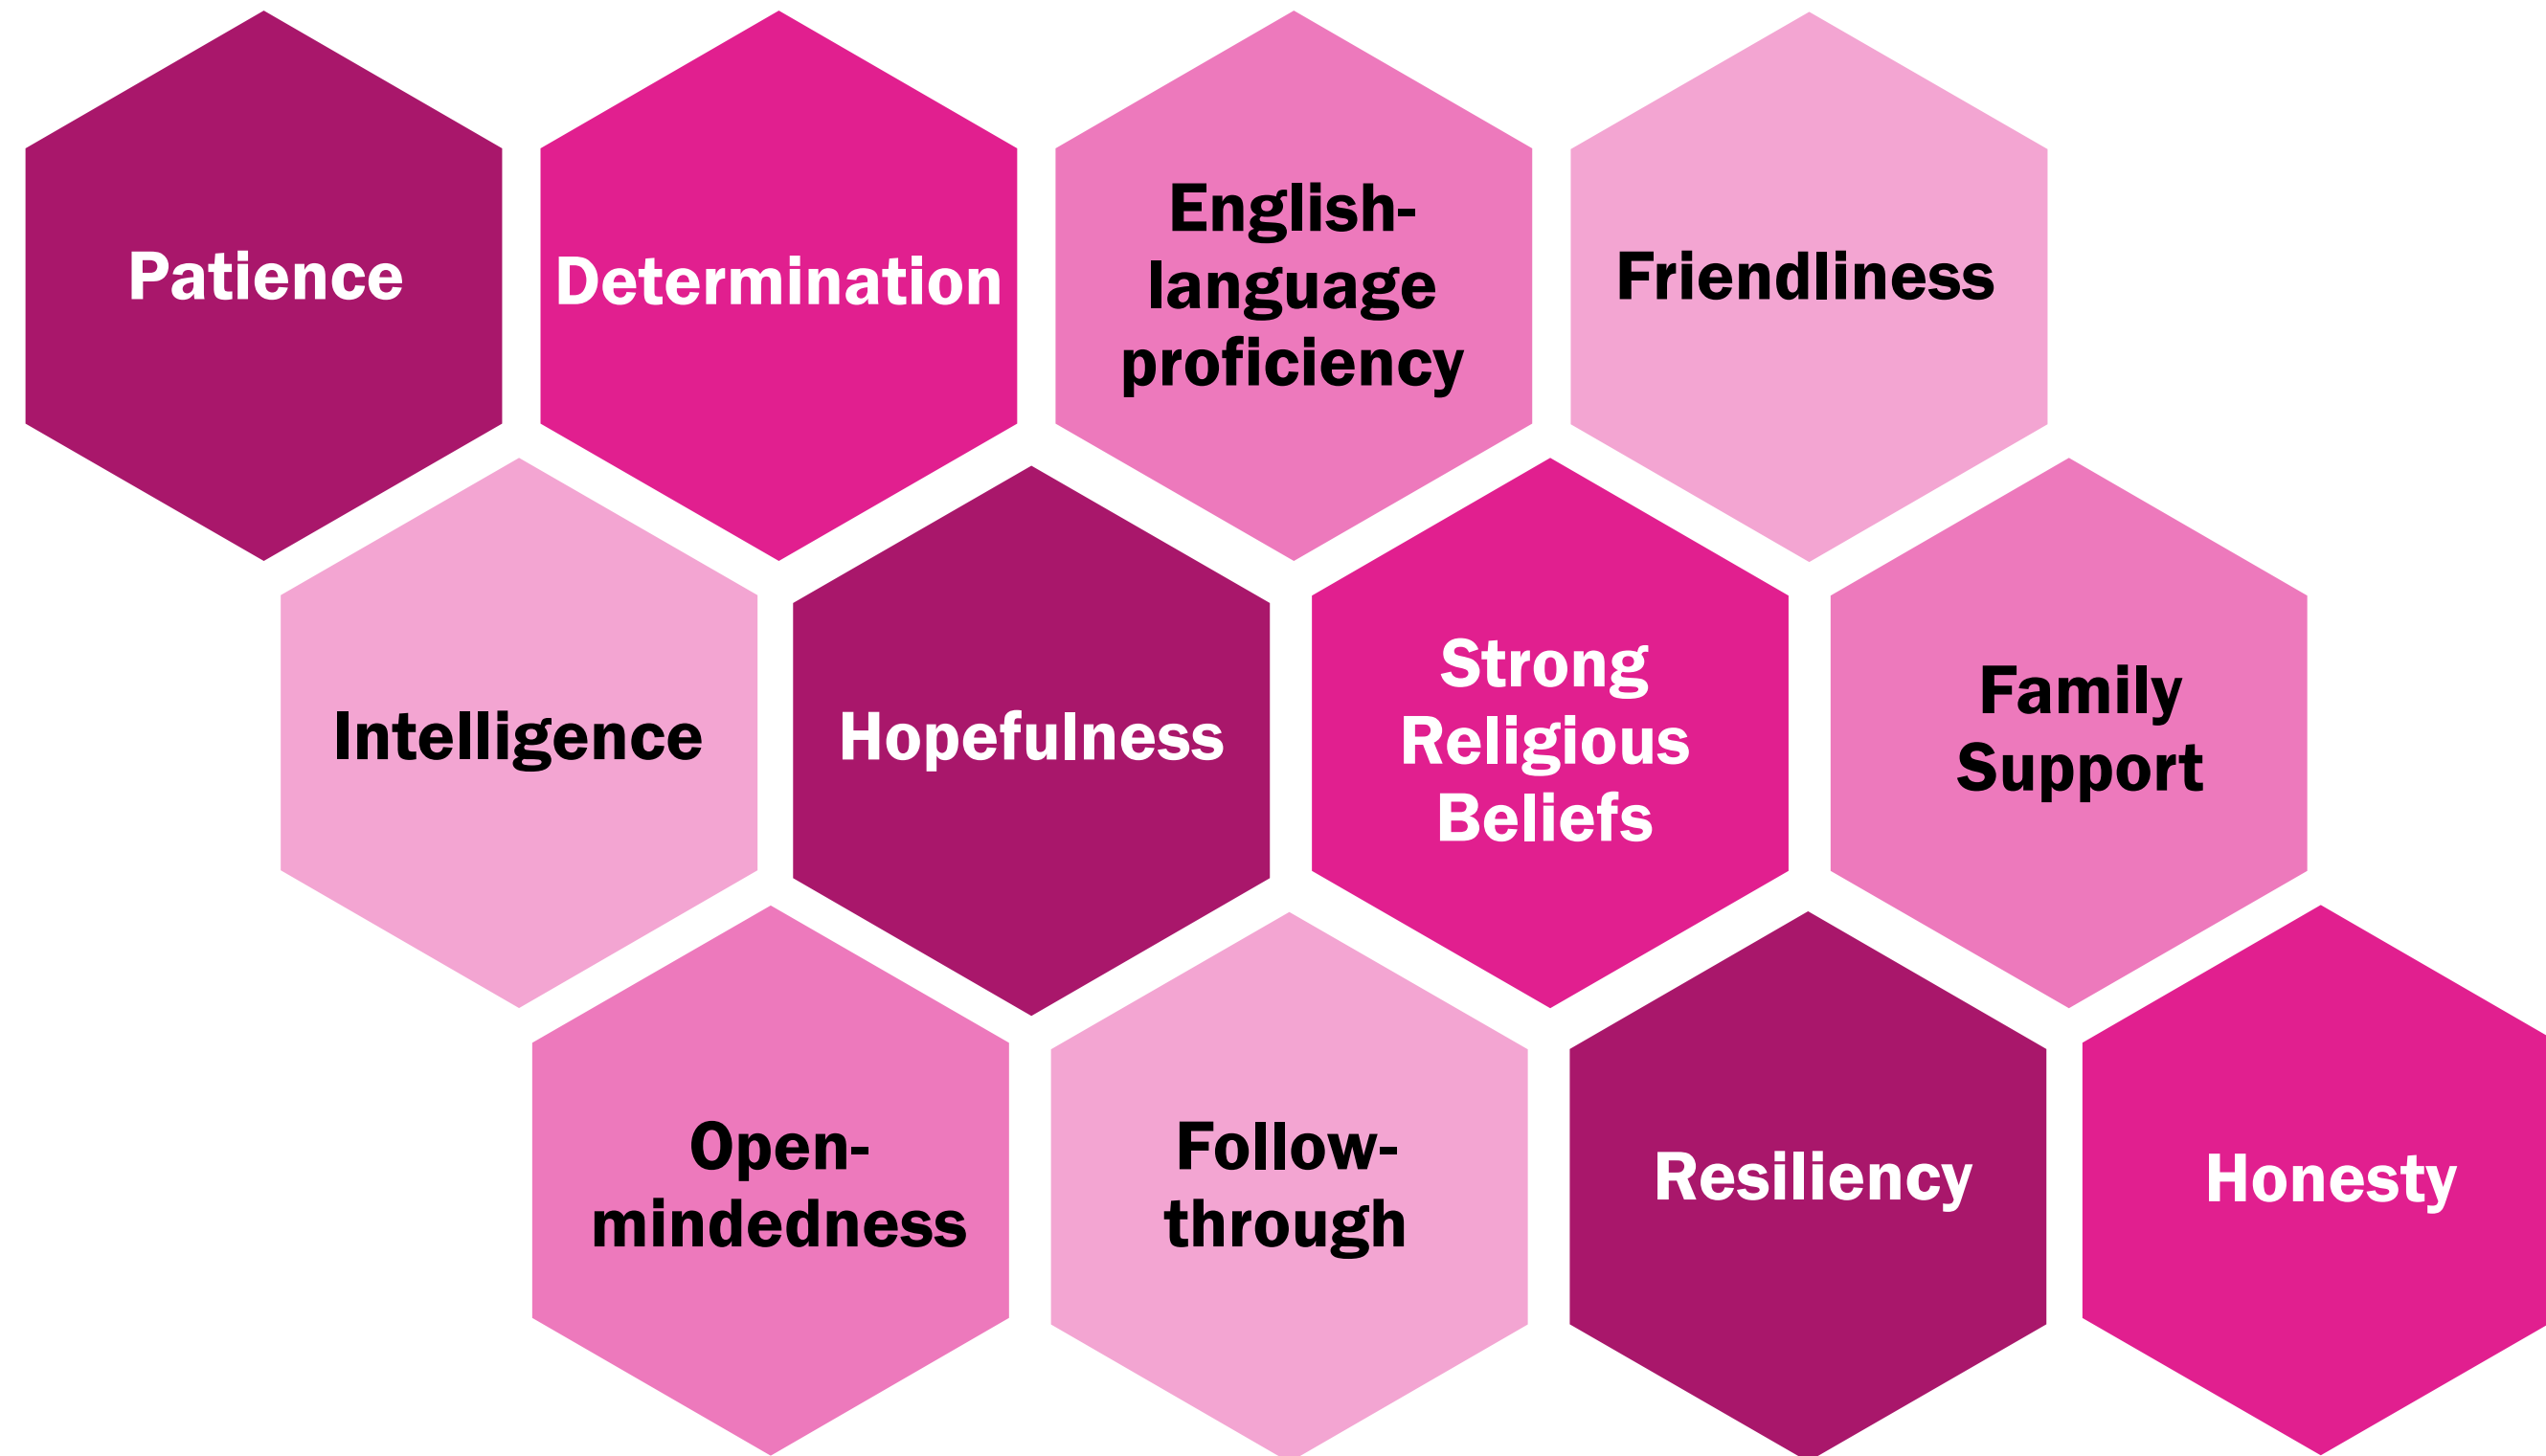 Patience
Determination
English-
language
proficiency
Friendliness
Intelligence
Hopefulness
Strong
Religious
Beliefs
Family
Support
Open-
mindedness
Follow-
through
Resiliency
Honesty